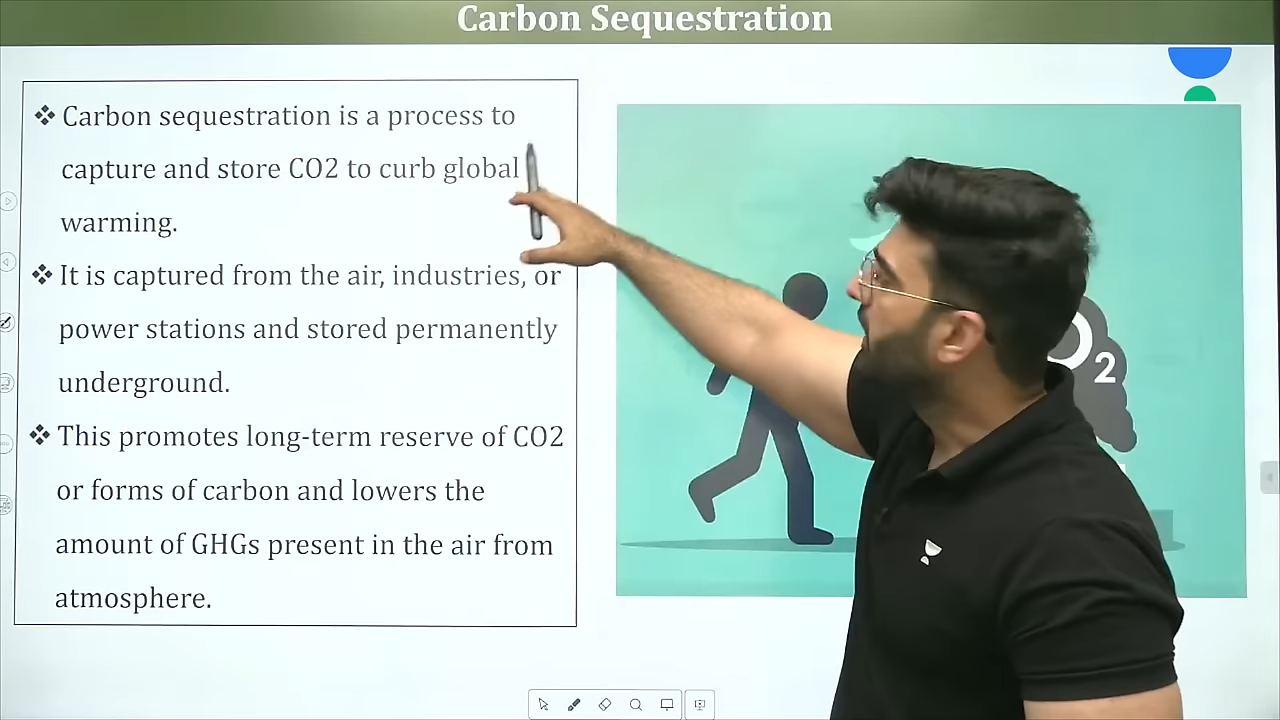 Carbon Sequestration
❖ Carbon sequestration is a process to
capture and store CO2 to curb global
warming.
❖ It is captured from the air, industries, or
power stations and stored permanently
underground.
❖ This promotes long-term reserve of CO2
or forms of carbon and lowers the
amount of GHGs present in the air from
atmosphere.
O2